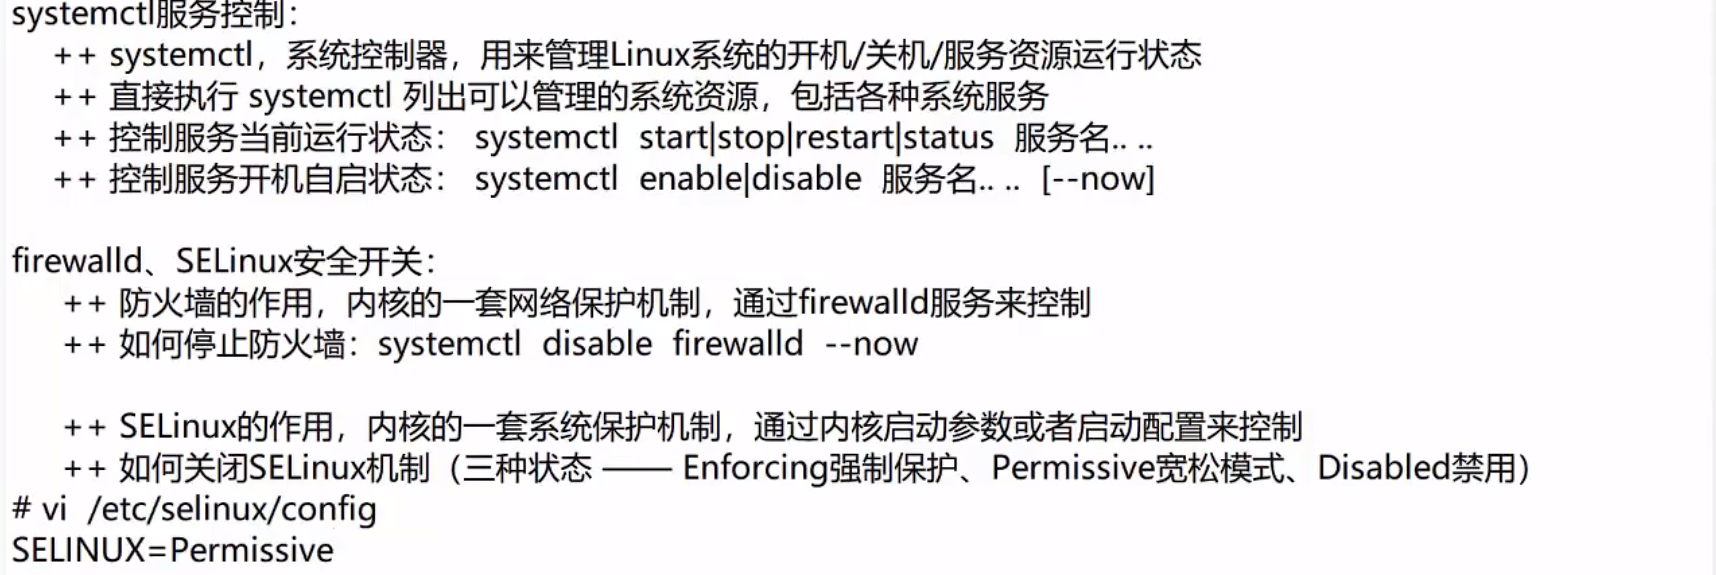 systemctl服务控制：
++ systemctl，系统控制器，用来管理Linux系统的开机/关机/服务资源运行状态
++ 直接执行 systemctl 列出可以管理的系统资源，包括各种系统服务
++ 控制服务当前运行状态： systemctl start|stop|restart|status 服务名.. ..
++ 控制服务开机自启状态： systemctl enable|disable 服务名.. .. [--now]
firewalld、SELinux安全开关：
++ 防火墙的作用，内核的一套网络保护机制，通过firewalld服务来控制
++ 如何停止防火墙：systemctl disable firewalld --now
++ SELinux的作用，内核的一套系统保护机制，通过内核启动参数或者启动配置来控制
++ 如何关闭SELinux机制（三种状态 —— Enforcing强制保护、Permissive宽松模式、Disabled禁用）
# vi /etc/selinux/config
SELINUX=Permissive